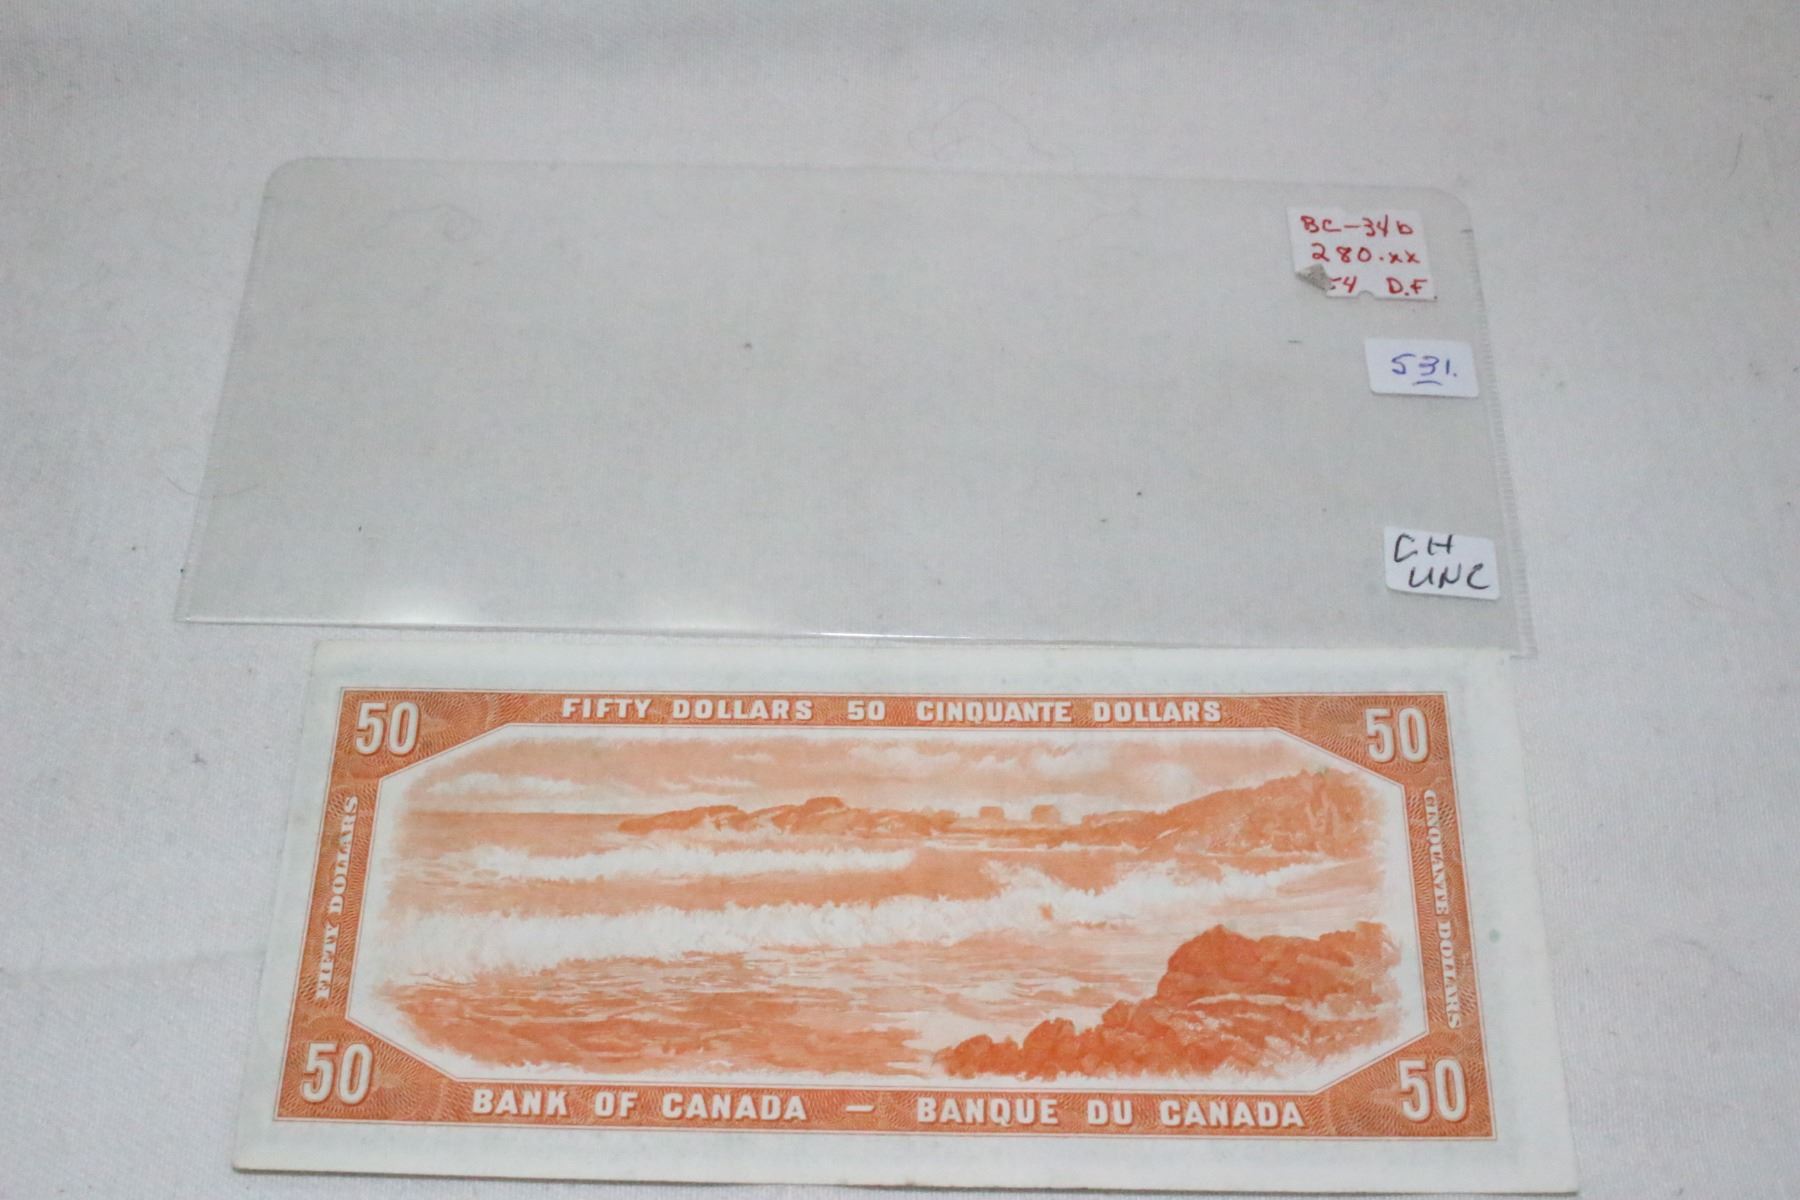 BC-34b
280.xx
54 D.F
531.
CH
UNC
50 FIFTY DOLLARS 50 CINQUANTE DOLLARS 50
FIFTY DOLLARS
CINQUANTE DOLLARS
50 BANK OF CANADA — BANQUE DU CANADA 50